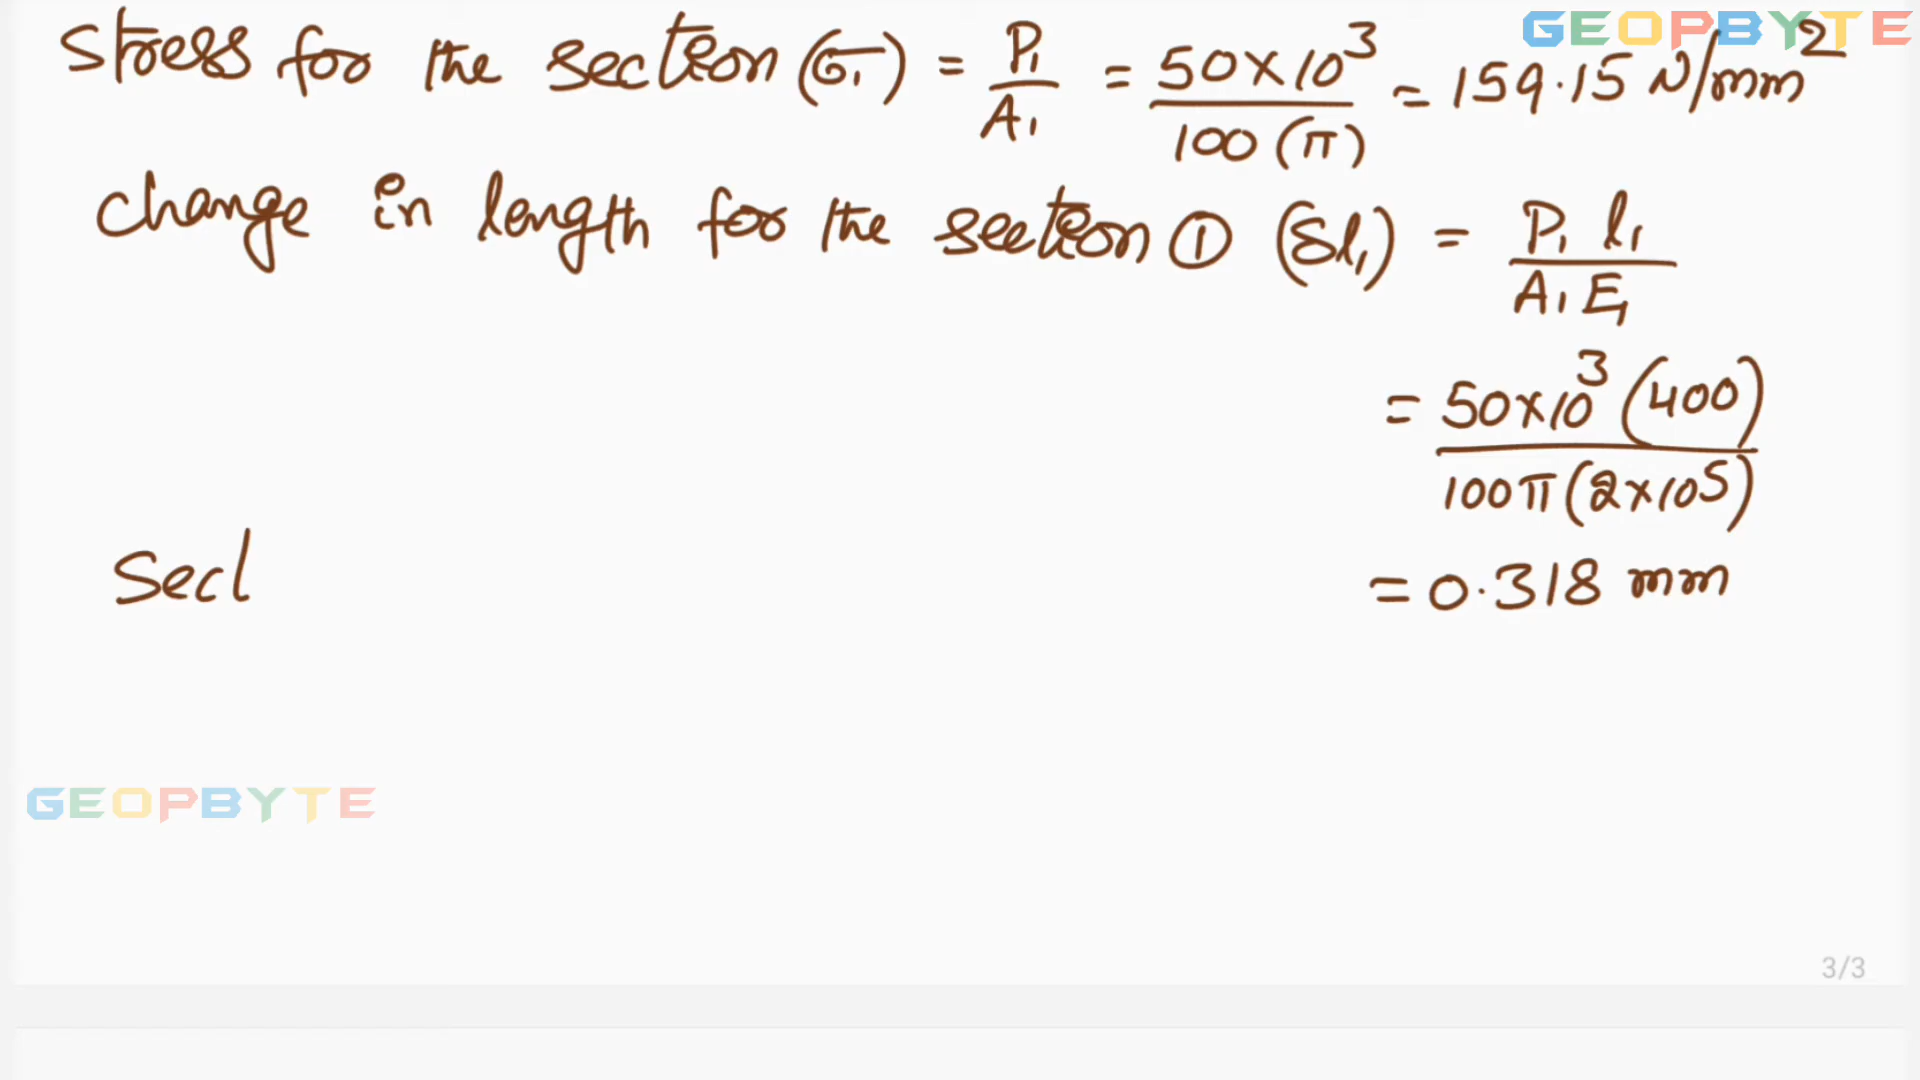 GEOPBYTE
Stress for the section (σ₁) = P₁/A₁ = 50×10³/100(π) = 159.15 N/mm²
change in length for the section ① (δl₁) = P₁ l₁/A₁ E₁
= 50×10³(400)/100π(2×10⁵)
= 0.318 mm
Secl
GEOPBYTE
3/3